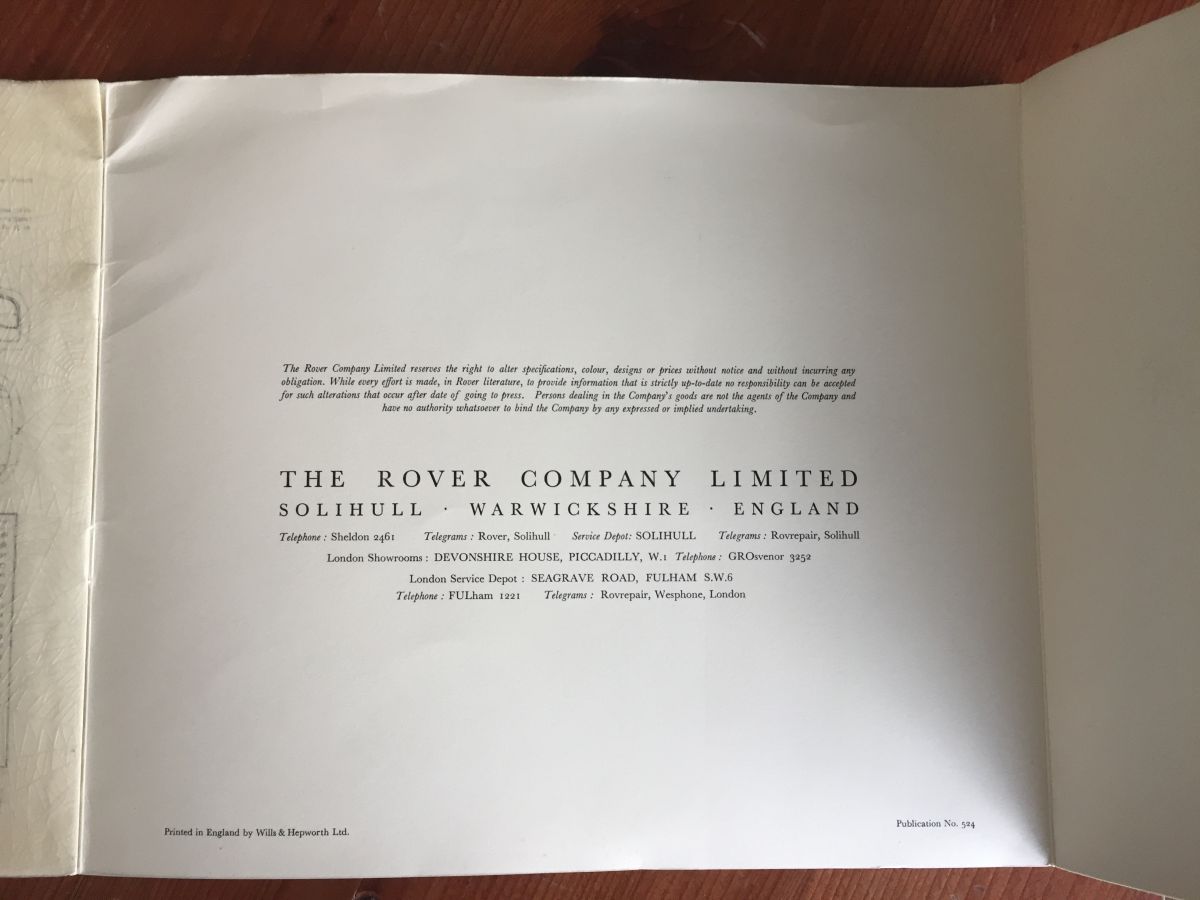 The Rover Company Limited reserves the right to alter specifications, colour, designs or prices without notice and without incurring any
obligation. While every effort is made, in Rover literature, to provide information that is strictly up-to-date no responsibility can be accepted
for such alterations that occur after date of going to press. Persons dealing in the Company's goods are not the agents of the Company and
have no authority whatsoever to bind the Company by any expressed or implied undertaking.
THE ROVER COMPANY LIMITED
SOLIHULL · WARWICKSHIRE · ENGLAND
Telephone : Sheldon 2461 Telegrams : Rover, Solihull Service Depot: SOLIHULL Telegrams : Rovrepair, Solihull
London Showrooms : DEVONSHIRE HOUSE, PICCADILLY, W.1 Telephone : GROsvenor 3252
London Service Depot : SEAGRAVE ROAD, FULHAM S.W.6
Telephone : FULham 1221 Telegrams : Rovrepair, Wesphone, London
Printed in England by Wills & Hepworth Ltd.
Publication No. 524